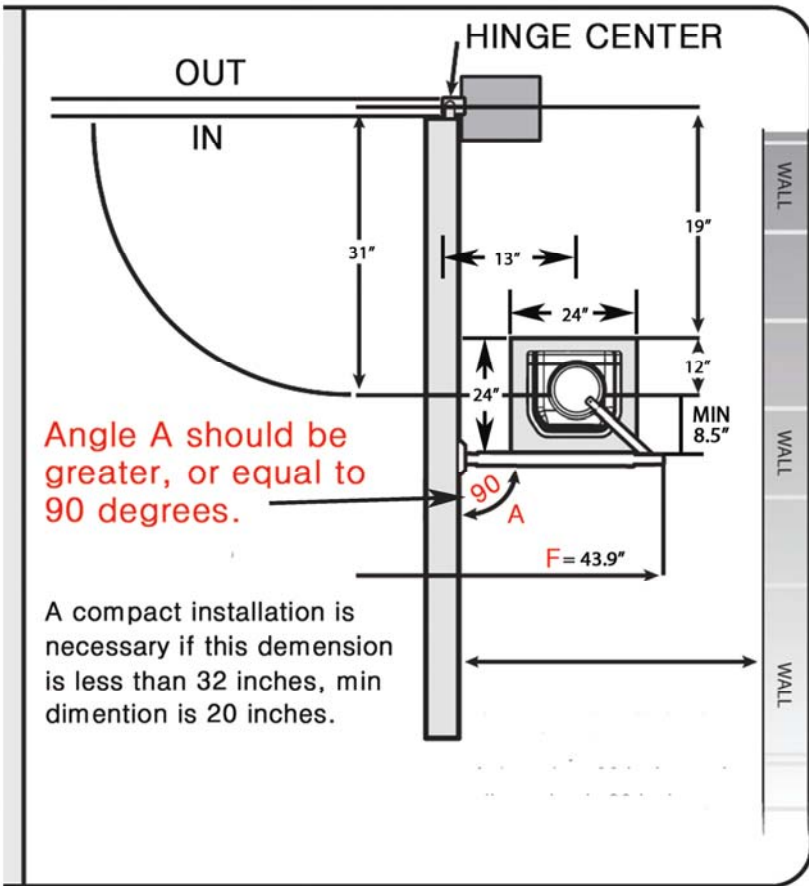 HINGE CENTER
OUT
IN
WALL
31"
19"
13"
24"
12"
24"
MIN
8.5"
WALL
Angle A should be
greater, or equal to
90 degrees.
90
A
F= 43.9"
A compact installation is
necessary if this demension
is less than 32 inches, min
dimention is 20 inches.
WALL